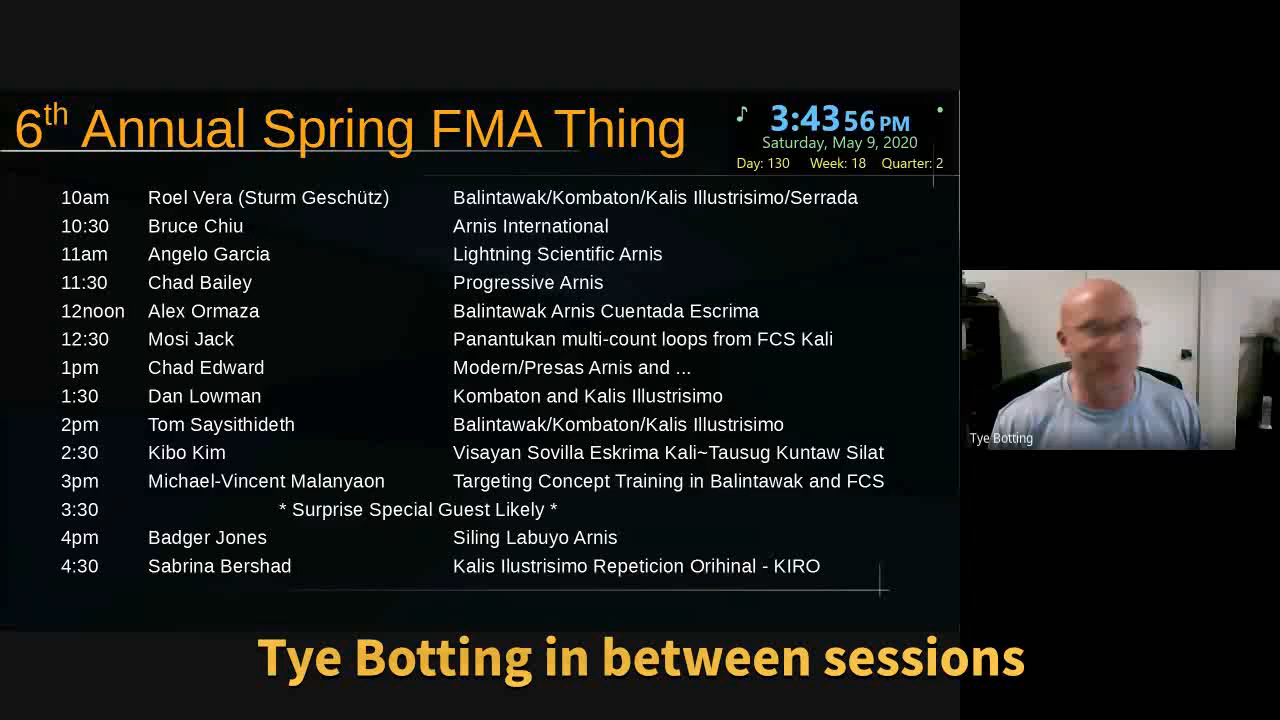 6th Annual Spring FMA Thing
♪ 3:43 56 PM
Saturday, May 9, 2020
Day: 130 Week: 18 Quarter: 2
10am Roel Vera (Sturm Geschütz) Balintawak/Kombaton/Kalis Illustrisimo/Serrada
10:30 Bruce Chiu Arnis International
11am Angelo Garcia Lightning Scientific Arnis
11:30 Chad Bailey Progressive Arnis
12noon Alex Ormaza Balintawak Arnis Cuentada Escrima
12:30 Mosi Jack Panantukan multi-count loops from FCS Kali
1pm Chad Edward Modern/Presas Arnis and ...
1:30 Dan Lowman Kombaton and Kalis Illustrisimo
2pm Tom Saysithideth Balintawak/Kombaton/Kalis Illustrisimo
2:30 Kibo Kim Visayan Sovilla Eskrima Kali~Tausug Kuntaw Silat
3pm Michael-Vincent Malanyaon Targeting Concept Training in Balintawak and FCS
3:30 * Surprise Special Guest Likely *
4pm Badger Jones Siling Labuyo Arnis
4:30 Sabrina Bershad Kalis Ilustrisimo Repeticion Orihinal - KIRO
Tye Botting
Tye Botting in between sessions